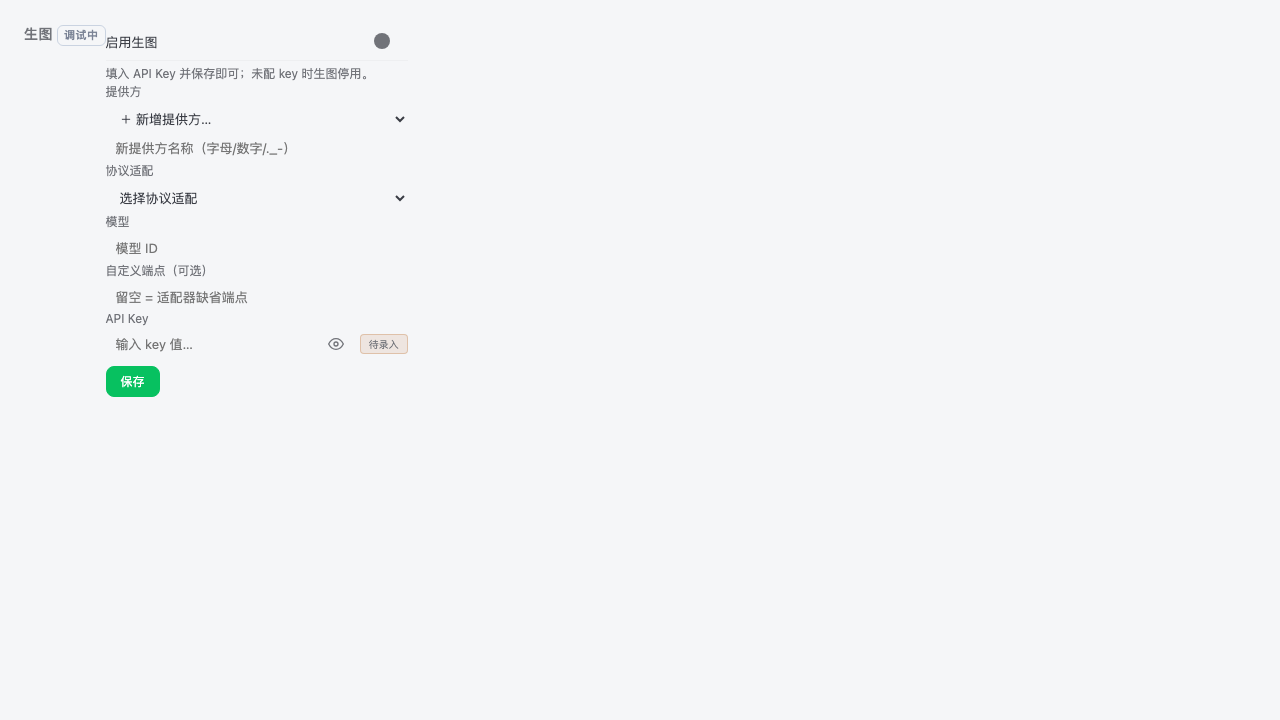 生图 调试中
启用生图
填入 API Key 并保存即可；未配 key 时生图停用。
提供方
＋ 新增提供方…
新提供方名称（字母/数字/._-）
协议适配
选择协议适配
模型
模型 ID
自定义端点（可选）
留空 = 适配器缺省端点
API Key
输入 key 值… 待录入
保存